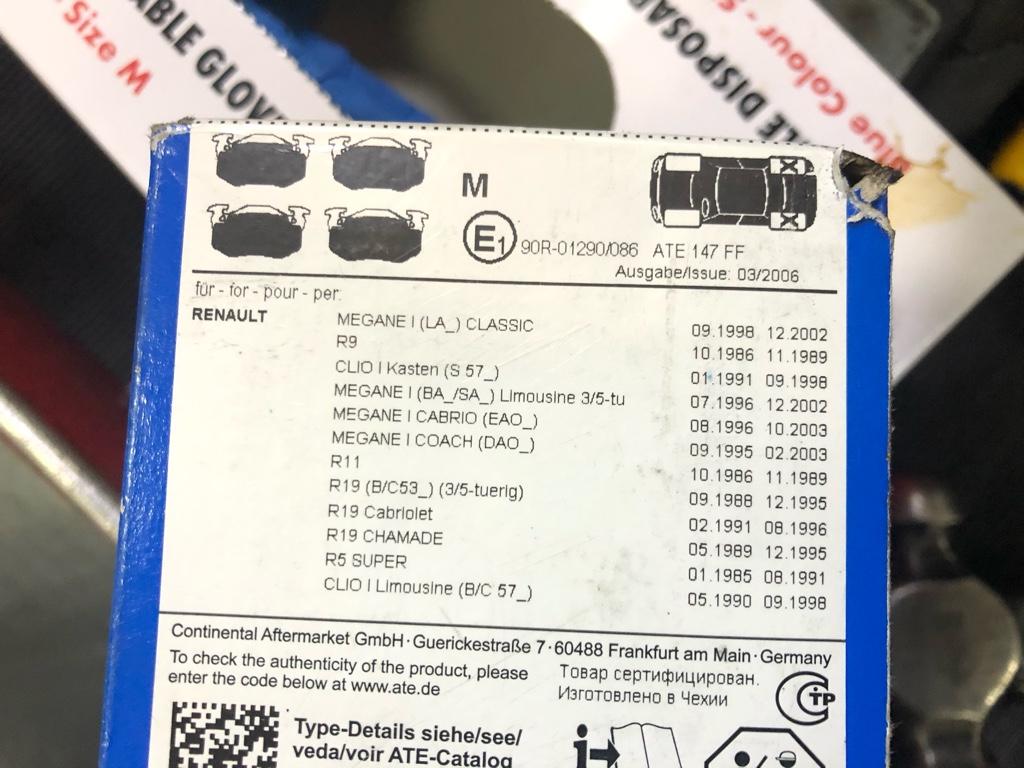 ABLE GLOV
Size M
LE DISPOSAB
Colour - S
M
E1 90R-01290/086 ATE 147 FF
Ausgabe/Issue: 03/2006
für - for - pour - per:
RENAULT MEGANE I (LA_) CLASSIC 09.1998 12.2002
R9 10.1986 11.1989
CLIO I Kasten (S 57_) 01.1991 09.1998
MEGANE I (BA_/SA_) Limousine 3/5-tu 07.1996 12.2002
MEGANE I CABRIO (EAO_) 08.1996 10.2003
MEGANE I COACH (DAO_) 09.1995 02.2003
R11 10.1986 11.1989
R19 (B/C53_) (3/5-tuerig) 09.1988 12.1995
R19 Cabriolet 02.1991 08.1996
R19 CHAMADE 05.1989 12.1995
R5 SUPER 01.1985 08.1991
CLIO I Limousine (B/C 57_) 05.1990 09.1998
Continental Aftermarket GmbH · Guerickestraße 7 · 60488 Frankfurt am Main · Germany
To check the authenticity of the product, please
enter the code below at www.ate.de
Товар сертифицирован.
Изготовлено в Чехии
СTP
Type-Details siehe/see/
veda/voir ATE-Catalog
i